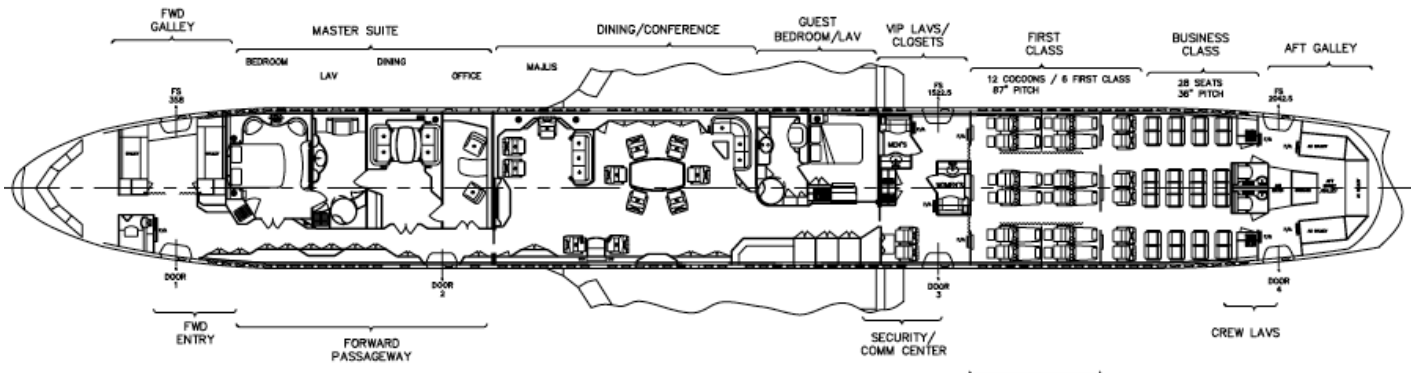 FWD
GALLEY
MASTER SUITE
BEDROOM
LAV
DINING
OFFICE
DINING/CONFERENCE
MAJLIS
GUEST
BEDROOM/LAV
VIP LAVS/
CLOSETS
FIRST
CLASS
12 COCOONS / 6 FIRST CLASS
87" PITCH
BUSINESS
CLASS
28 SEATS
36" PITCH
AFT GALLEY
FS
358
FS
1522.5
FS
2042.5
MEN'S
WOMEN'S
DOOR
1
DOOR
2
DOOR
3
DOOR
4
FWD
ENTRY
FORWARD
PASSAGEWAY
SECURITY/
COMM CENTER
CREW LAVS